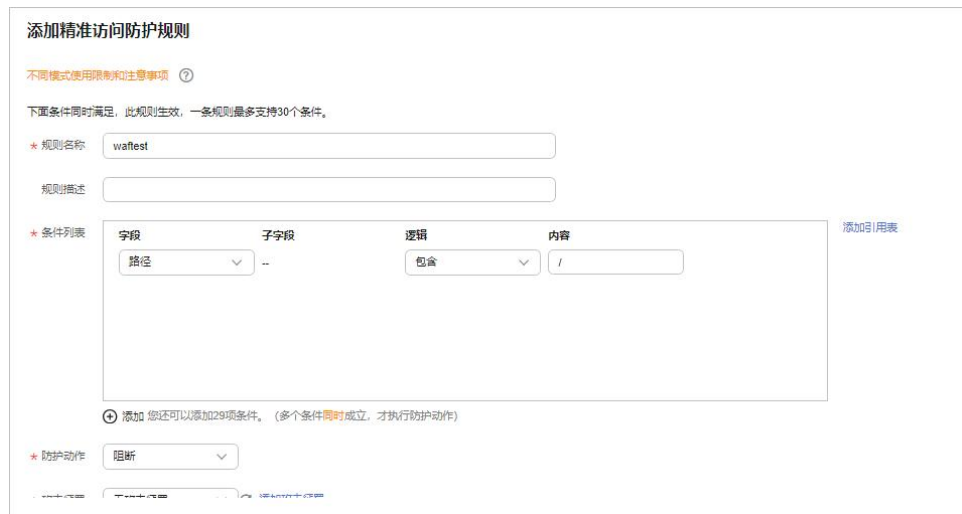 添加精准访问防护规则
不同模式使用限制和注意事项
下面条件同时满足，此规则生效，一条规则最多支持30个条件。
* 规则名称 waftest
规则描述
* 条件列表 字段 子字段 逻辑 内容 添加引用表
路径 -- 包含 /
添加 您还可以添加29项条件。（多个条件同时成立，才执行防护动作）
* 防护动作 阻断